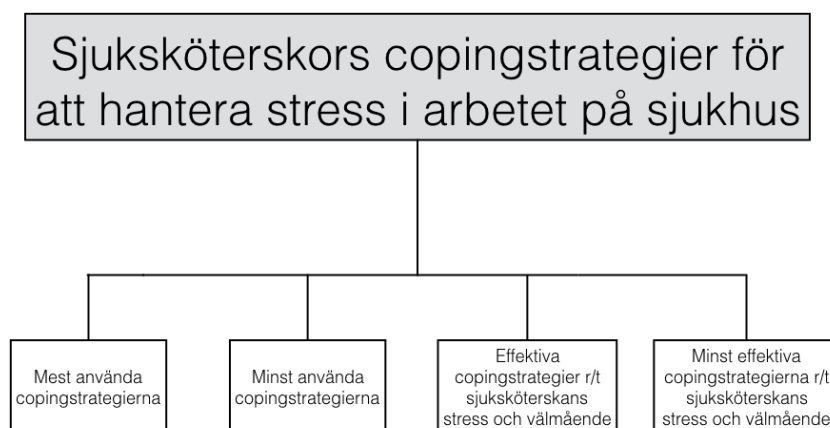 Sjuksköterskors copingstrategier för
att hantera stress i arbetet på sjukhus
Mest använda
copingstrategierna
Minst använda
copingstrategierna
Effektiva
copingstrategier r/t
sjuksköterskans
stress och välmående
Minst effektiva
copingstrategierna r/t
sjuksköterskans
stress och välmående